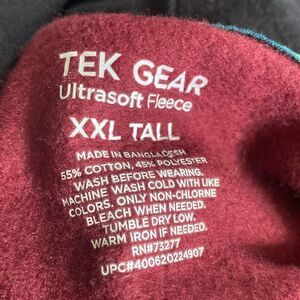 TEK GEAR
Ultrasoft Fleece
XXL TALL
MADE IN BANGLADESH
55% COTTON, 45% POLYESTER
WASH BEFORE WEARING.
MACHINE WASH COLD WITH LIKE
COLORS. ONLY NON-CHLORINE
BLEACH WHEN NEEDED.
TUMBLE DRY LOW.
WARM IRON IF NEEDED.
RN#73277
UPC#400620224907